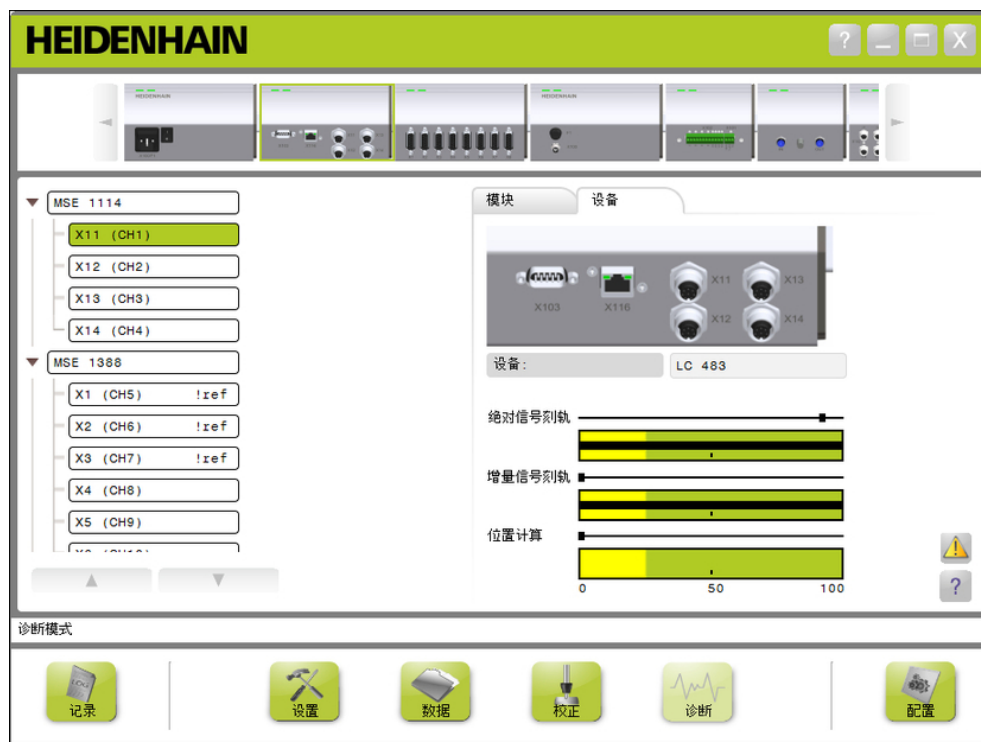 HEIDENHAIN
?
X
HEIDENHAIN
HEIDENHAIN
MSE 1114
X11 (CH1)
X12 (CH2)
X13 (CH3)
X14 (CH4)
MSE 1388
X1 (CH5) !ref
X2 (CH6) !ref
X3 (CH7) !ref
X4 (CH8)
X5 (CH9)
模块
设备
X103
X116
X11
X13
X12
X14
设备:
LC 483
绝对信号刻轨
增量信号刻轨
位置计算
0 50 100
?
诊断模式
LOG
记录
设置
数据
校正
诊断
配置